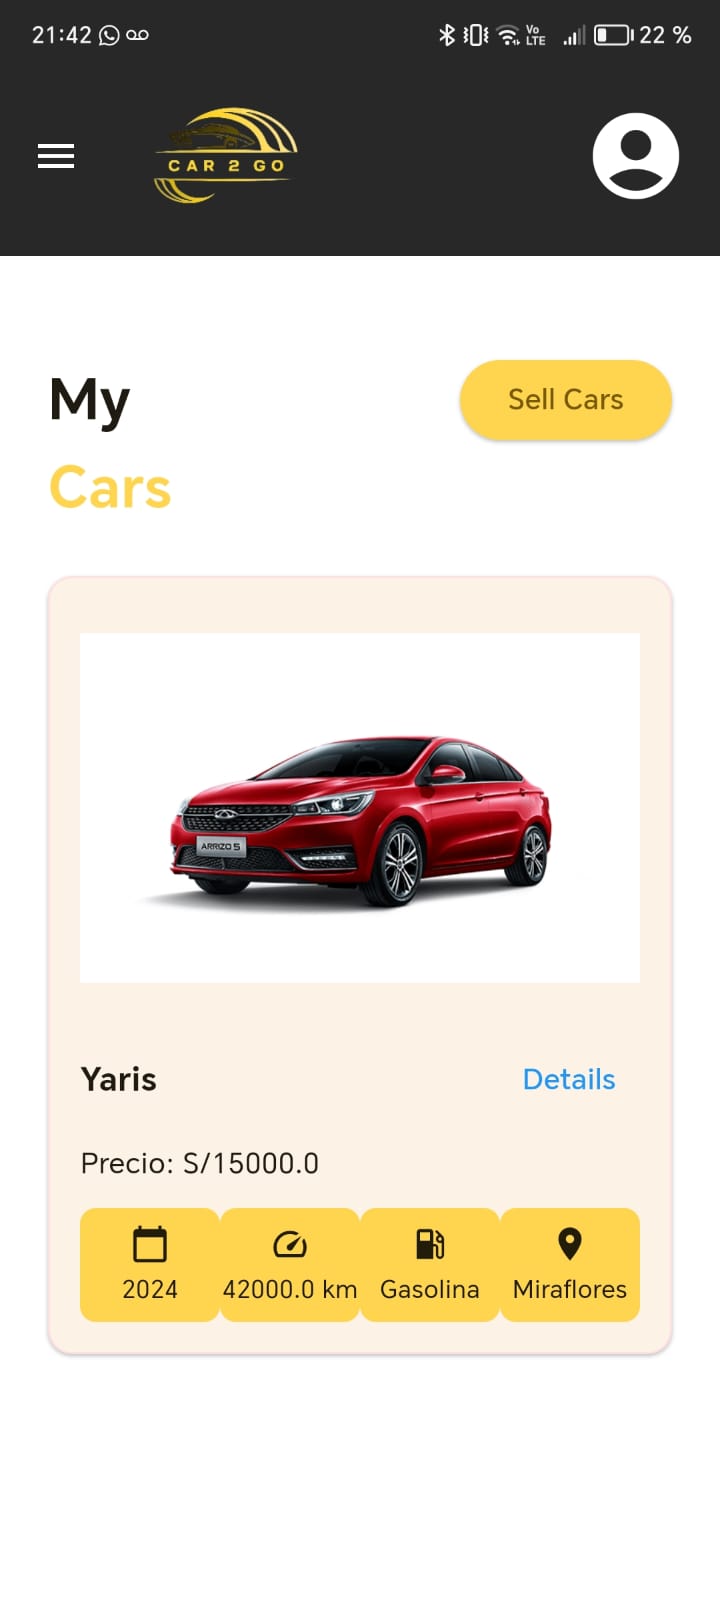 21:42 Vo LTE 22 %
CAR 2 GO
My
Sell Cars
Cars
ARRIZO 5
Yaris
Details
Precio: S/15000.0
2024
42000.0 km
Gasolina
Miraflores